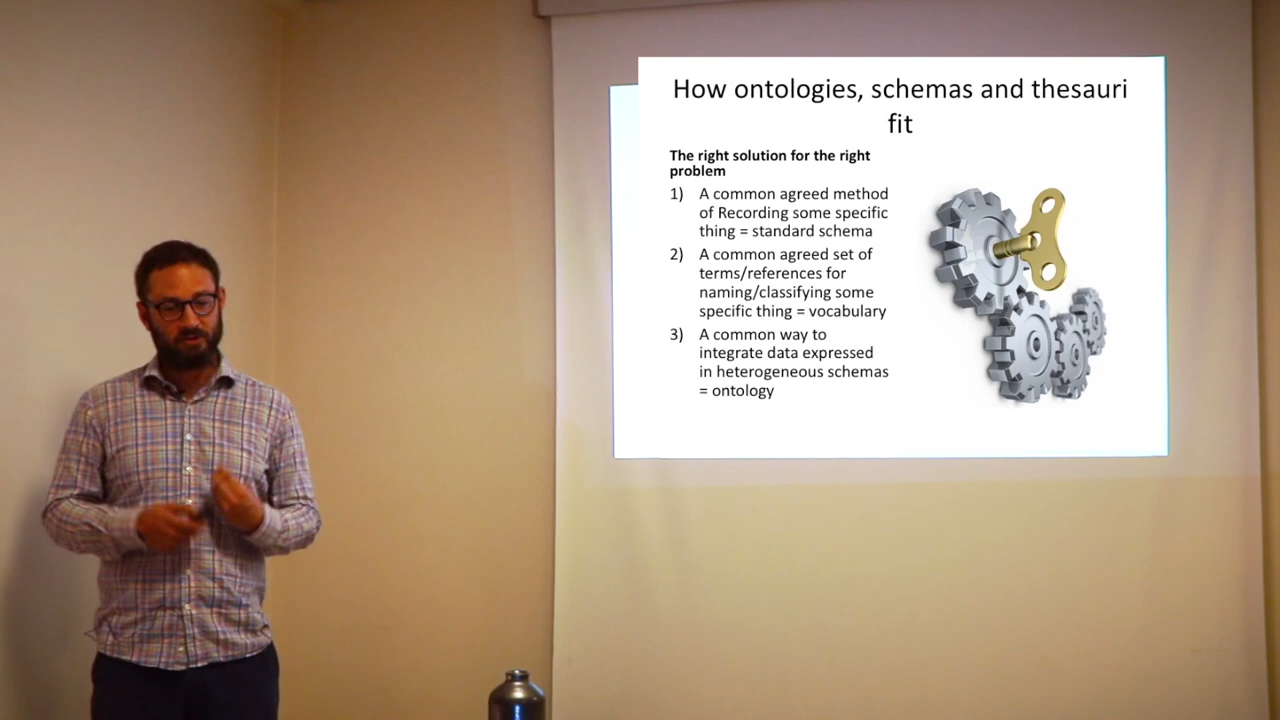 How ontologies, schemas and thesauri
fit
The right solution for the right
problem
1) A common agreed method
of Recording some specific
thing = standard schema
2) A common agreed set of
terms/references for
naming/classifying some
specific thing = vocabulary
3) A common way to
integrate data expressed
in heterogeneous schemas
= ontology